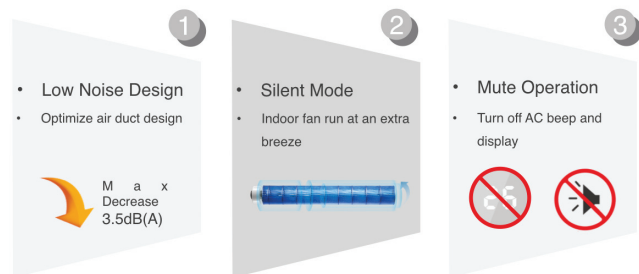 1
• Low Noise Design
• Optimize air duct design
M a x
Decrease
3.5dB(A)
2
• Silent Mode
• Indoor fan run at an extra
breeze
3
• Mute Operation
• Turn off AC beep and
display
26